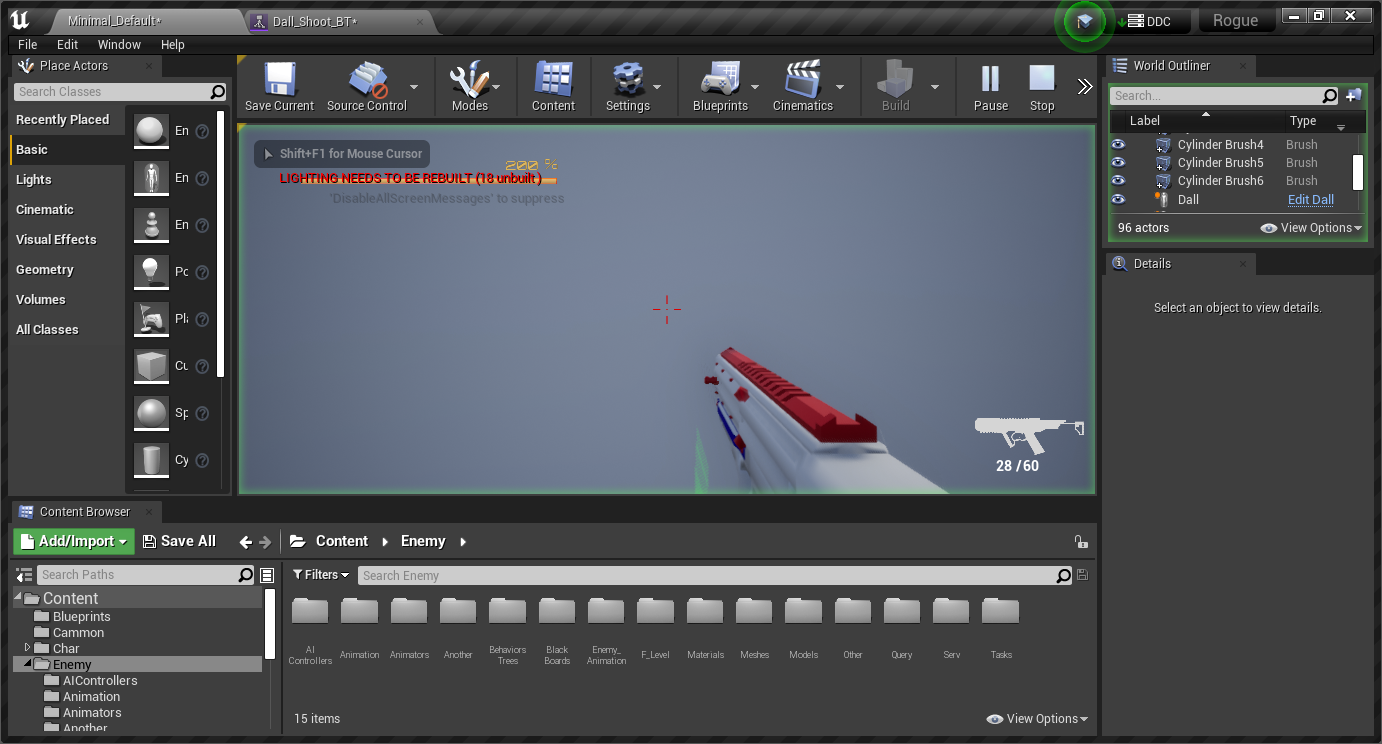 Minimal_Default*
Dall_Shoot_BT*
DDC
Rogue
File
Edit
Window
Help
Place Actors
Search Classes
Recently Placed
Basic
Lights
Cinematic
Visual Effects
Geometry
Volumes
All Classes
En
En
En
Po
Pla
Cu
Sp
Cy
Save Current
Source Control
Modes
Content
Settings
Blueprints
Cinematics
Build
Pause
Stop
Shift+F1 for Mouse Cursor
200 %
LIGHTING NEEDS TO BE REBUILT (18 unbuilt)
'DisableAllScreenMessages' to suppress
28 / 60
World Outliner
Search...
Label
Type
Cylinder Brush4 Brush
Cylinder Brush5 Brush
Cylinder Brush6 Brush
Dall Edit Dall
96 actors
View Options
Details
Select an object to view details.
Content Browser
Add/Import
Save All
Content
Enemy
Search Paths
Filters
Search Enemy
Content
Blueprints
Cammon
Char
Enemy
AIControllers
Animation
Animators
Another
AI
Controllers
Animation
Animators
Another
Behaviors
Trees
Black
Boards
Enemy_
Animation
F_Level
Materials
Meshes
Models
Other
Query
Serv
Tasks
15 items
View Options